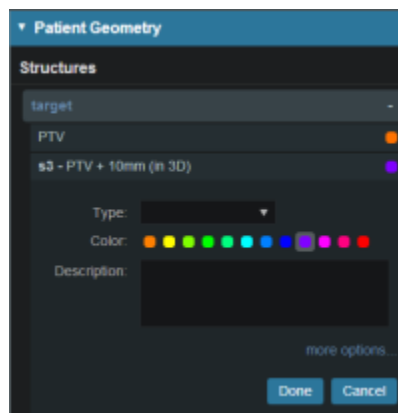 Patient Geometry
Structures
target -
PTV
s3 - PTV + 10mm (in 3D)
Type:
Color:
Description:
more options...
Done Cancel